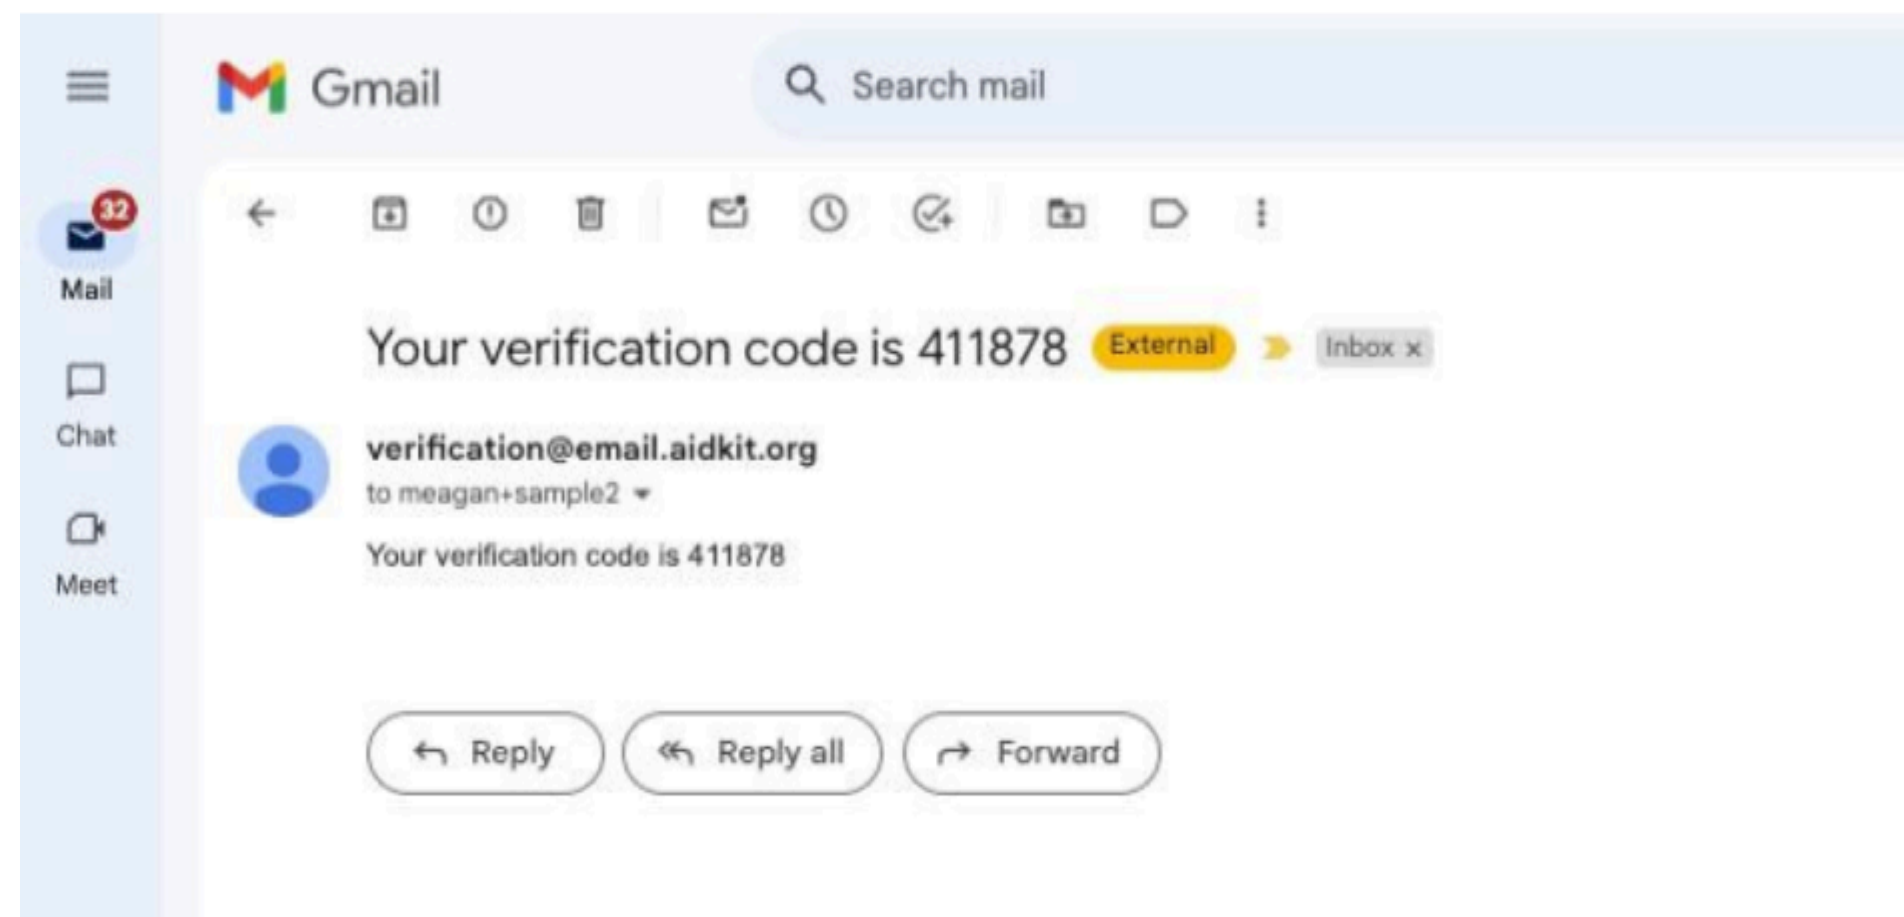 Gmail
Search mail
32
Mail
Chat
Meet
Your verification code is 411878 External Inbox x
verification@email.aidkit.org
to meagan+sample2
Your verification code is 411878
Reply Reply all Forward